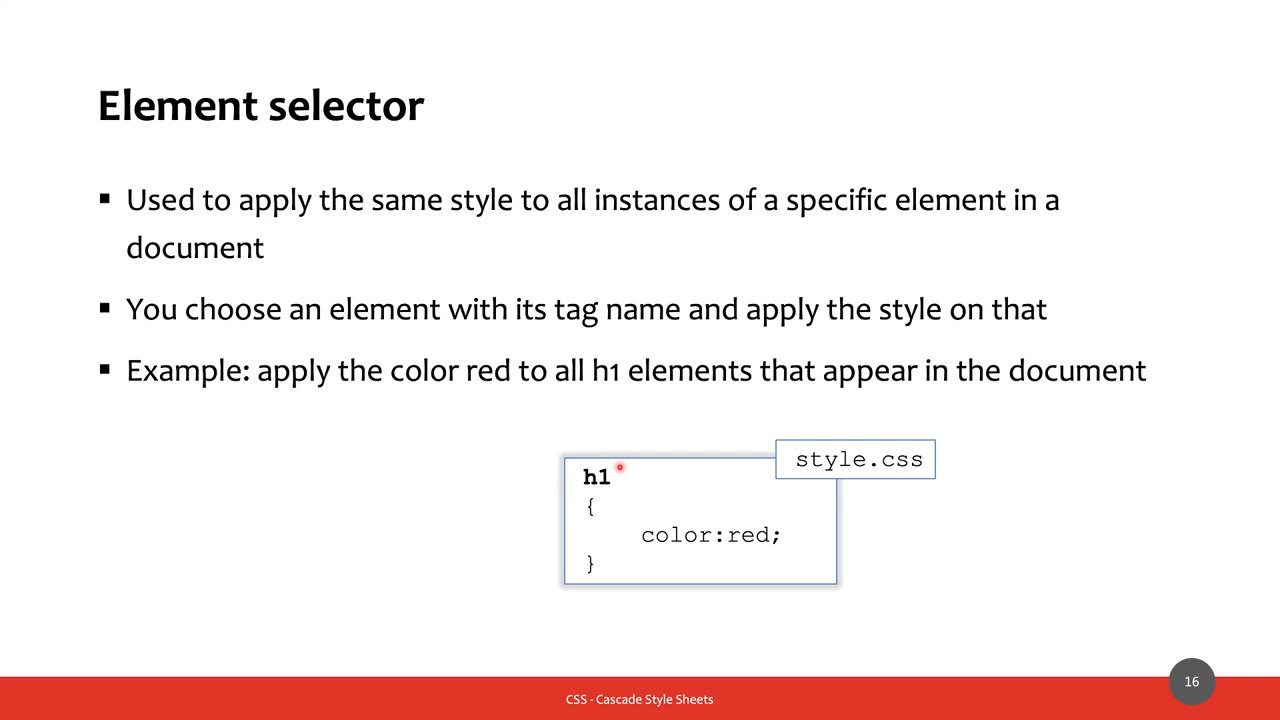 Element selector
▪ Used to apply the same style to all instances of a specific element in a
document
▪ You choose an element with its tag name and apply the style on that
▪ Example: apply the color red to all h1 elements that appear in the document
style.css
h1
{
color:red;
}
16
CSS - Cascade Style Sheets